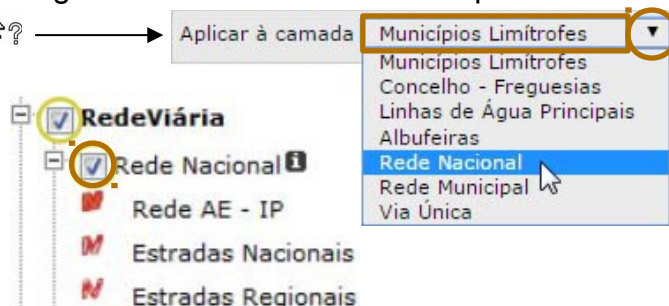 Aplicar à camada Municípios Limítrofes
Municípios Limítrofes
Concelho - Freguesias
Linhas de Água Principais
Albufeiras
Rede Nacional
Rede Municipal
Via Única
RedeViária
Rede Nacional
Rede AE - IP
Estradas Nacionais
Estradas Regionais